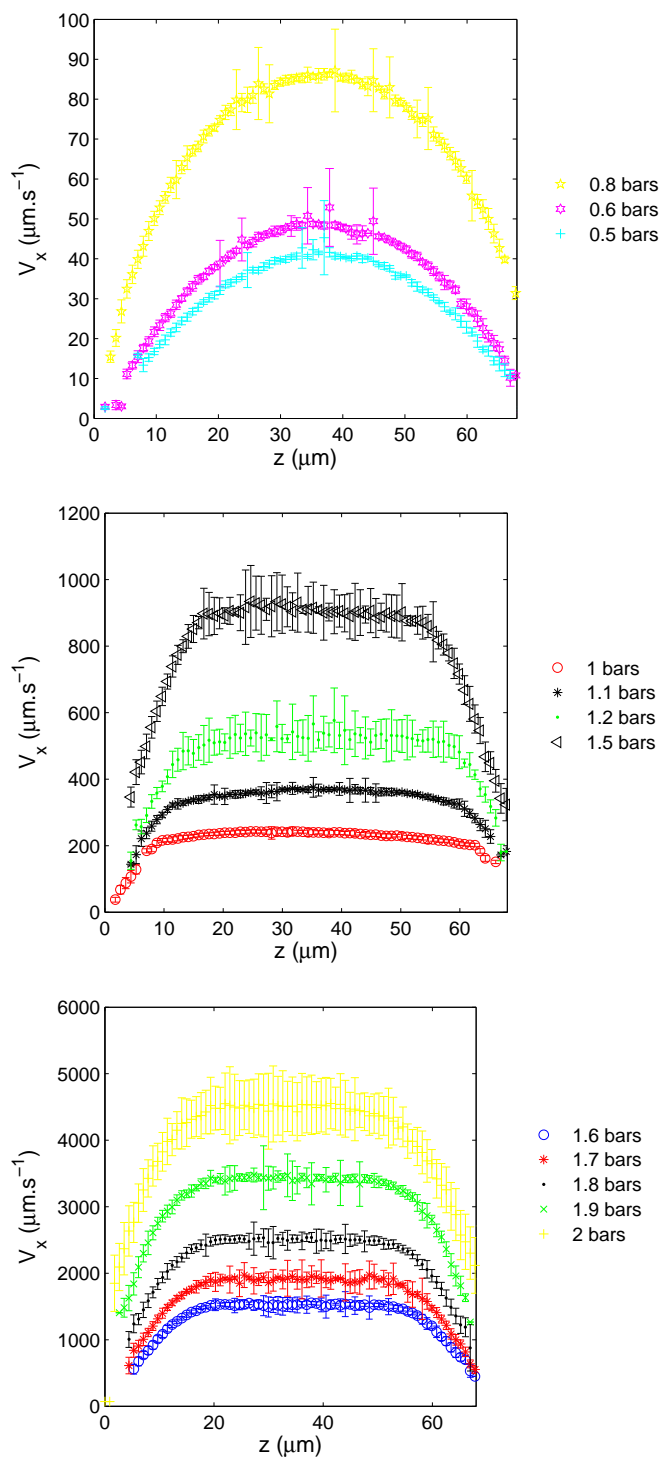 100
90
80
70
60
50
40
30
20
10
0
V_x (μm.s⁻¹)
0 10 20 30 40 50 60
z (μm)
0.8 bars
0.6 bars
0.5 bars
1200
1000
800
600
400
200
0
V_x (μm.s⁻¹)
0 10 20 30 40 50 60
z (μm)
1 bars
1.1 bars
1.2 bars
1.5 bars
6000
5000
4000
3000
2000
1000
0
V_x (μm.s⁻¹)
0 20 40 60
z (μm)
1.6 bars
1.7 bars
1.8 bars
1.9 bars
2 bars